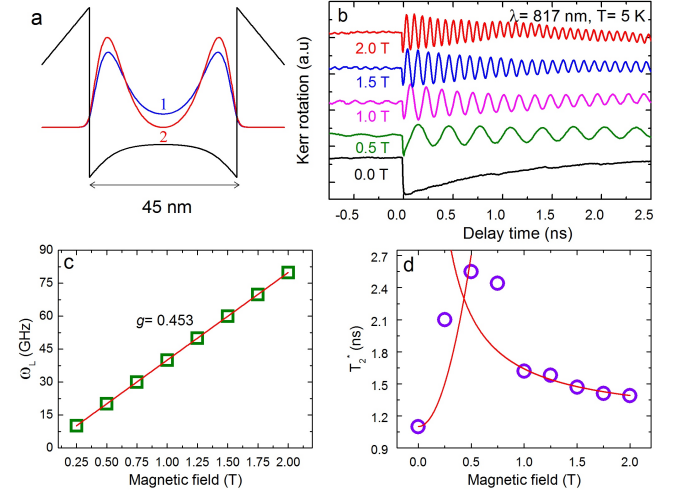 a
1
2
45 nm
b
λ= 817 nm, T= 5 K
2.0 T
1.5 T
1.0 T
0.5 T
0.0 T
Kerr rotation (a.u)
-0.5 0.0 0.5 1.0 1.5 2.0 2.5
Delay time (ns)
c
g= 0.453
90
75
60
45
30
15
0
ω_L (GHz)
0.25 0.50 0.75 1.00 1.25 1.50 1.75 2.00
Magnetic field (T)
d
2.7
2.4
2.1
1.8
1.5
1.2
0.9
T₂* (ns)
0.0 0.5 1.0 1.5 2.0
Magnetic field (T)